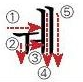 ① ⑤
② ③
④